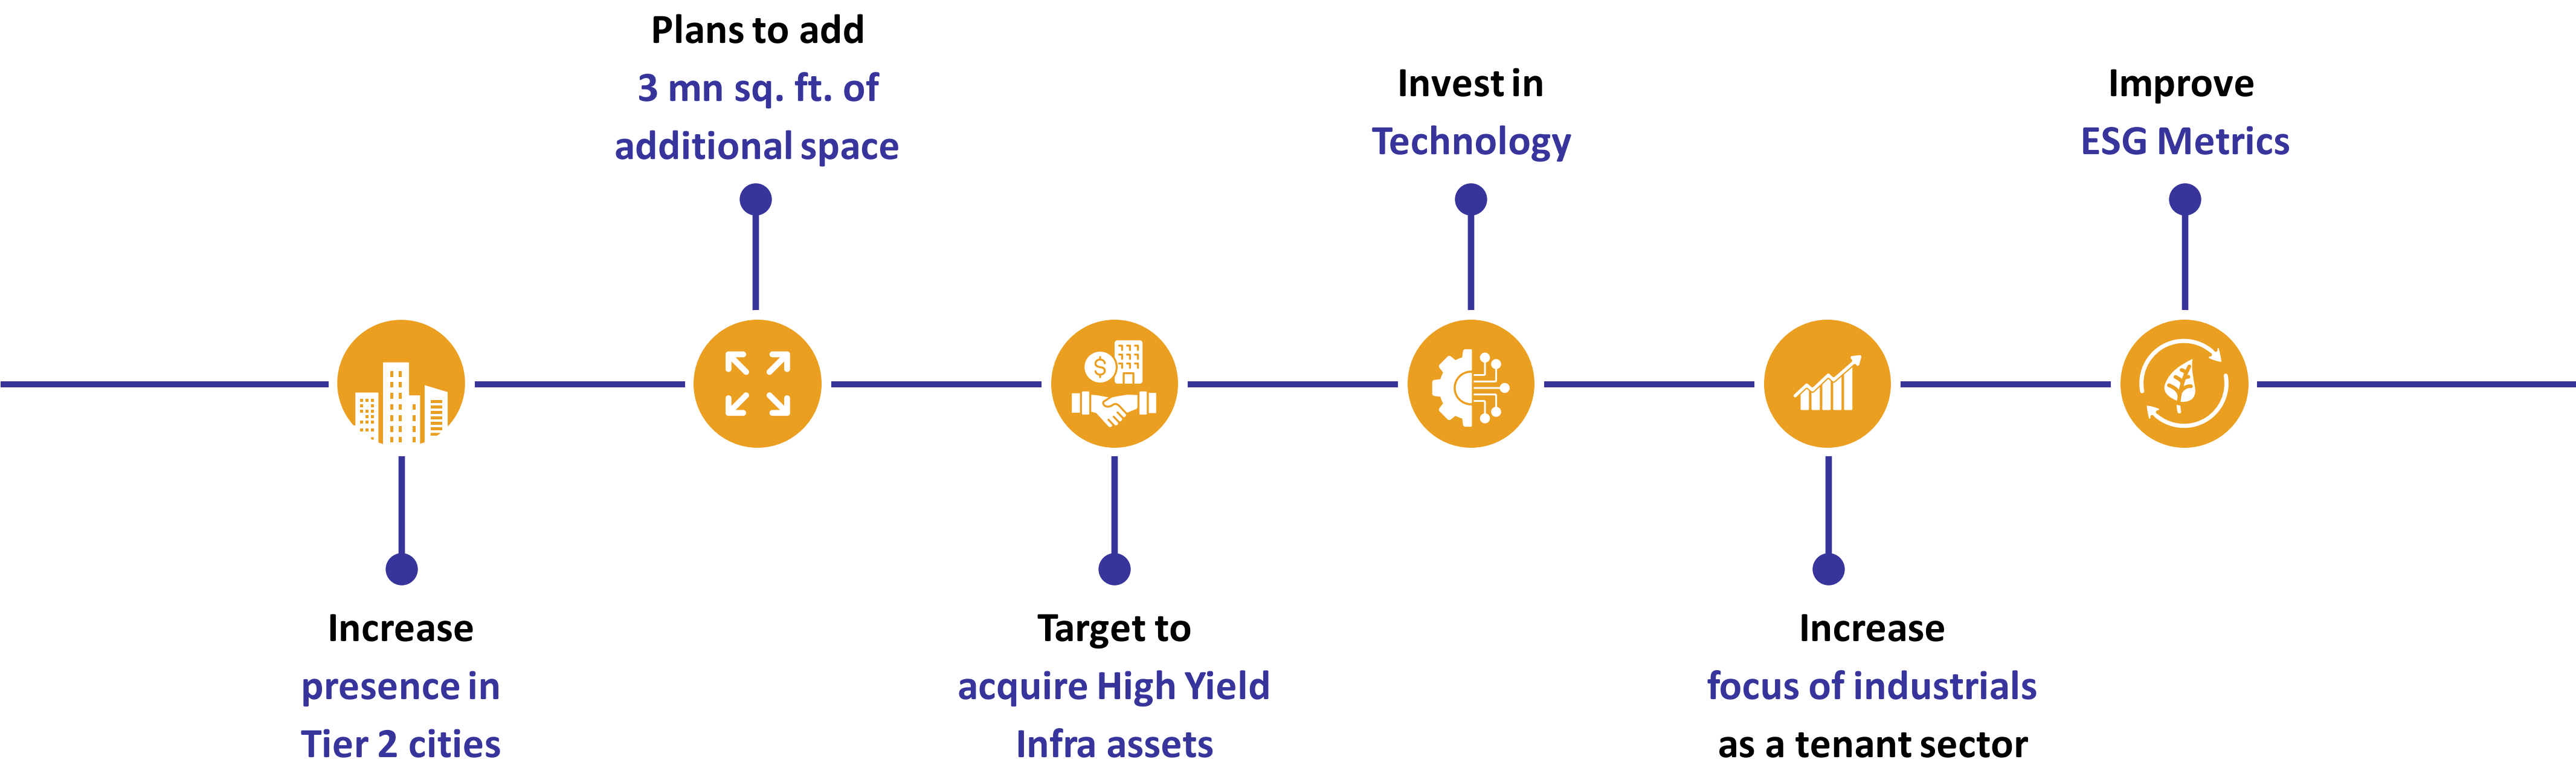 Increase
presence in
Tier 2 cities
Plans to add
3 mn sq. ft. of
additional space
Target to
acquire High Yield
Infra assets
Invest in
Technology
Increase
focus of industrials
as a tenant sector
Improve
ESG Metrics